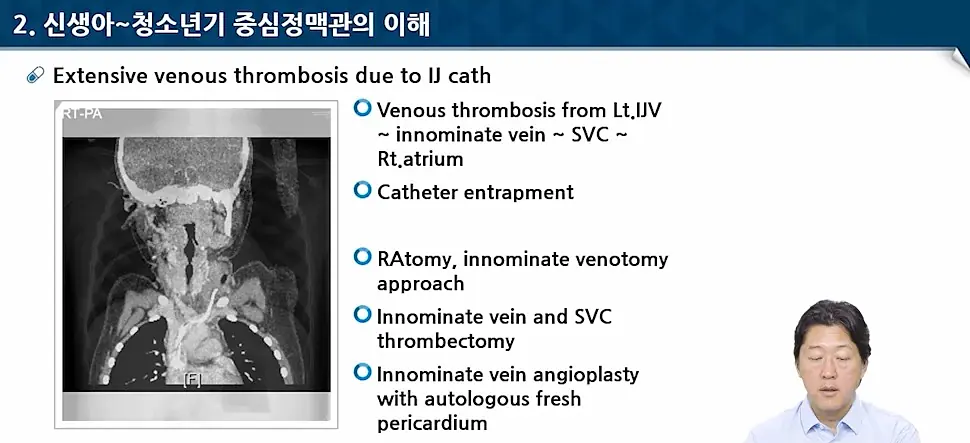 2. 신생아~청소년기 중심정맥관의 이해
Extensive venous thrombosis due to IJ cath
RT-PA
[F]
Venous thrombosis from Lt.IJV
~ innominate vein ~ SVC ~
Rt.atrium
Catheter entrapment
RAtomy, innominate venotomy
approach
Innominate vein and SVC
thrombectomy
Innominate vein angioplasty
with autologous fresh
pericardium